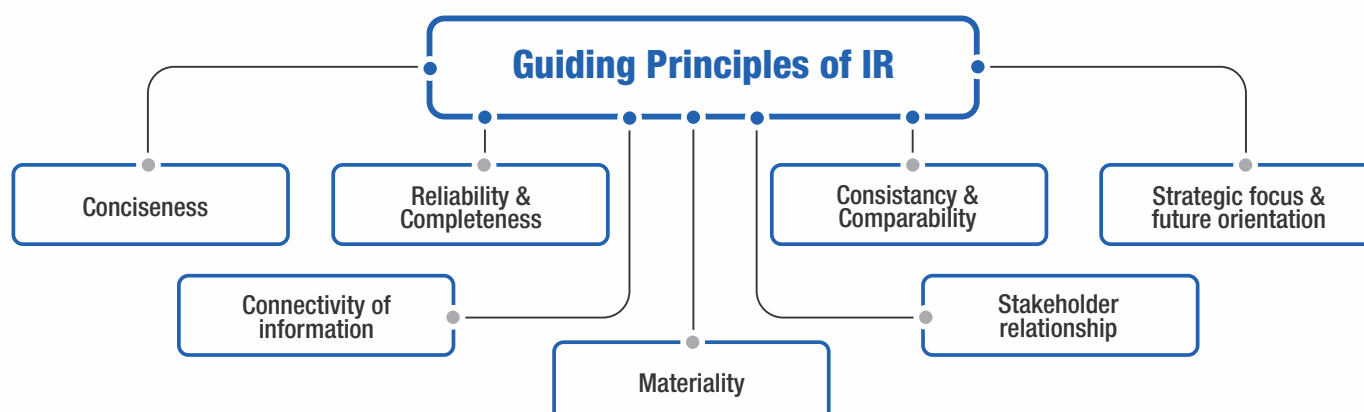 Guiding Principles of IR
Conciseness
Reliability &
Completeness
Consistancy &
Comparability
Strategic focus &
future orientation
Connectivity of
information
Stakeholder
relationship
Materiality